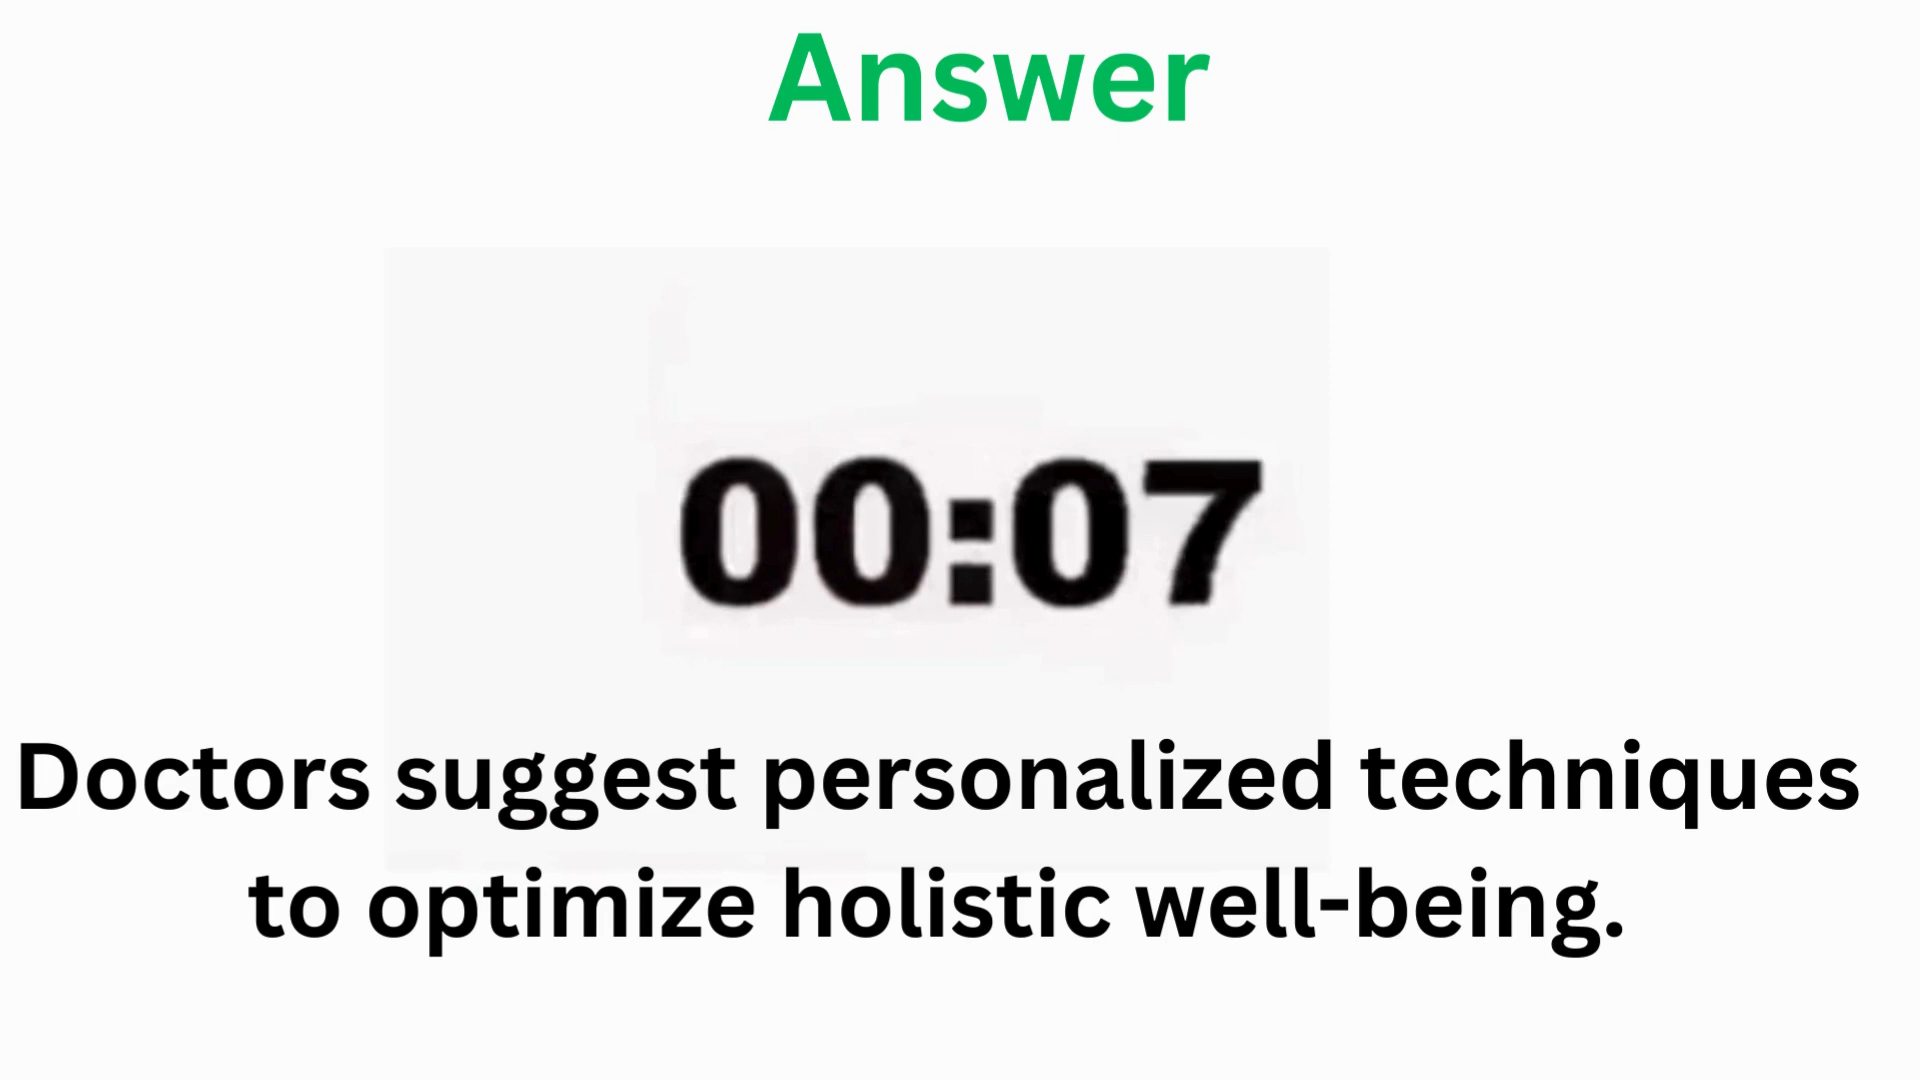 Answer
00:07
Doctors suggest personalized techniques
to optimize holistic well-being.